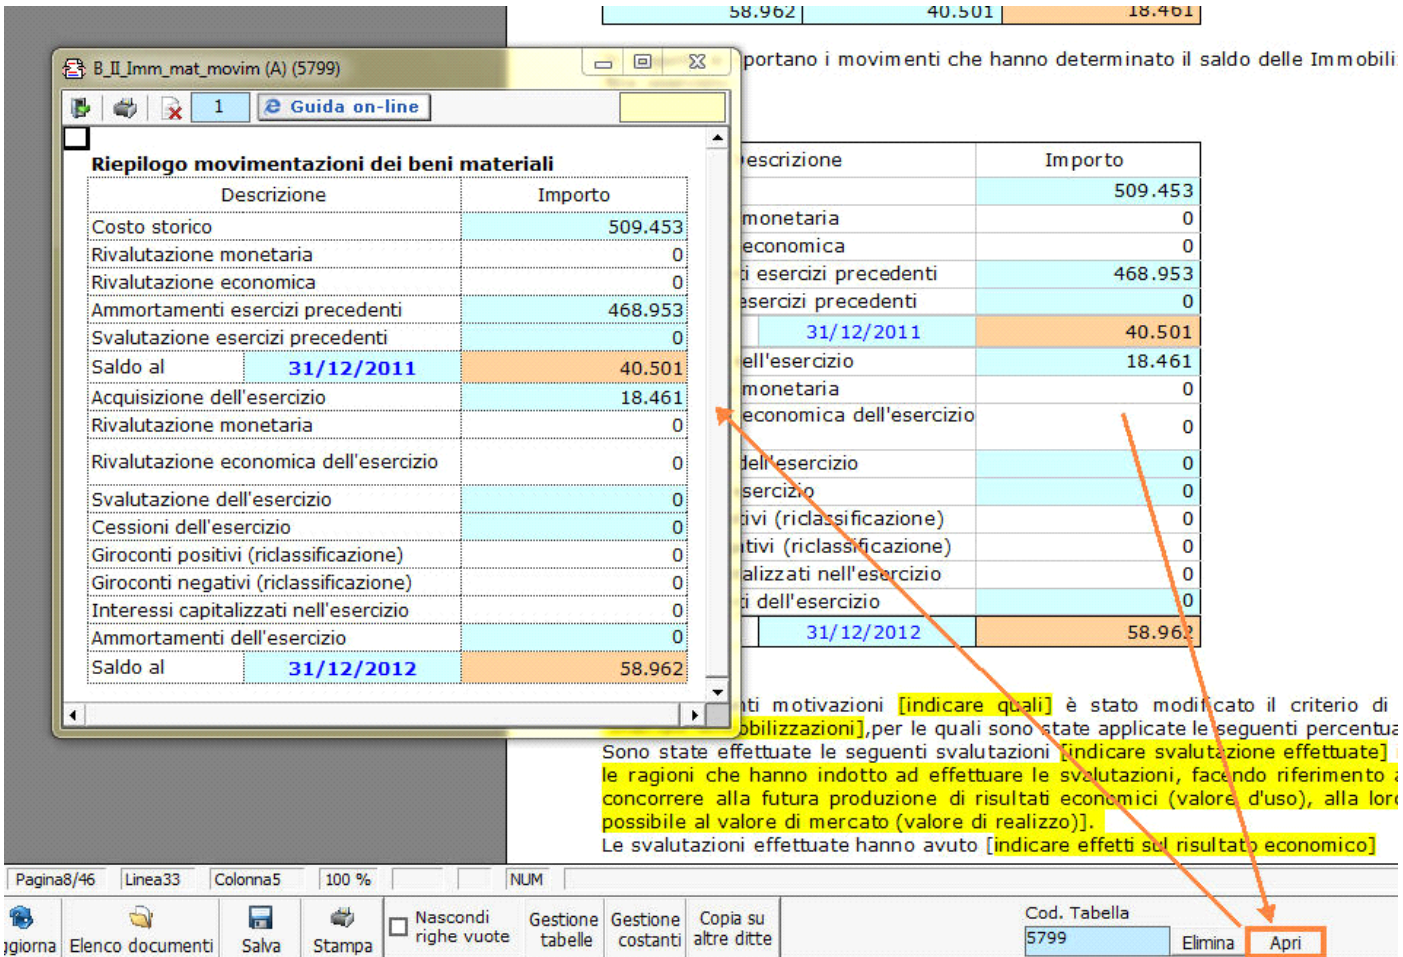 58.962 40.501 18.461
portano i movimenti che hanno determinato il saldo delle Immobili
B_II_Imm_mat_movim (A) (5799)
1 Guida on-line
Riepilogo movimentazioni dei beni materiali
Descrizione Importo
Costo storico 509.453
Rivalutazione monetaria 0
Rivalutazione economica 0
Ammortamenti esercizi precedenti 468.953
Svalutazione esercizi precedenti 0
Saldo al 31/12/2011 40.501
Acquisizione dell'esercizio 18.461
Rivalutazione monetaria 0
Rivalutazione economica dell'esercizio 0
Svalutazione dell'esercizio 0
Cessioni dell'esercizio 0
Giroconti positivi (riclassificazione) 0
Giroconti negativi (riclassificazione) 0
Interessi capitalizzati nell'esercizio 0
Ammortamenti dell'esercizio 0
Saldo al 31/12/2012 58.962
escrizione Importo
509.453
monetaria 0
economica 0
i esercizi precedenti 468.953
esercizi precedenti 0
31/12/2011 40.501
ell'esercizio 18.461
monetaria 0
economica dell'esercizio 0
dell'esercizio 0
sercizio 0
ivi (riclassificazione) 0
tivi (riclassificazione) 0
alizzati nell'esercizio 0
i dell'esercizio 0
31/12/2012 58.962
nti motivazioni [indicare quali] è stato modificato il criterio di
obilizzazioni],per le quali sono state applicate le seguenti percentua
Sono state effettuate le seguenti svalutazioni [indicare svalutazione effettuate]
le ragioni che hanno indotto ad effettuare le svalutazioni, facendo riferimento a
concorrere alla futura produzione di risultati economici (valore d'uso), alla lor
possibile al valore di mercato (valore di realizzo)].
Le svalutazioni effettuate hanno avuto [indicare effetti sul risultato economico]
Pagina8/46 Linea33 Colonna5 100 % NUM
ggiorna Elenco documenti Salva Stampa
Nascondi
righe vuote
Gestione
tabelle
Gestione
costanti
Copia su
altre ditte
Cod. Tabella
5799 Elimina Apri